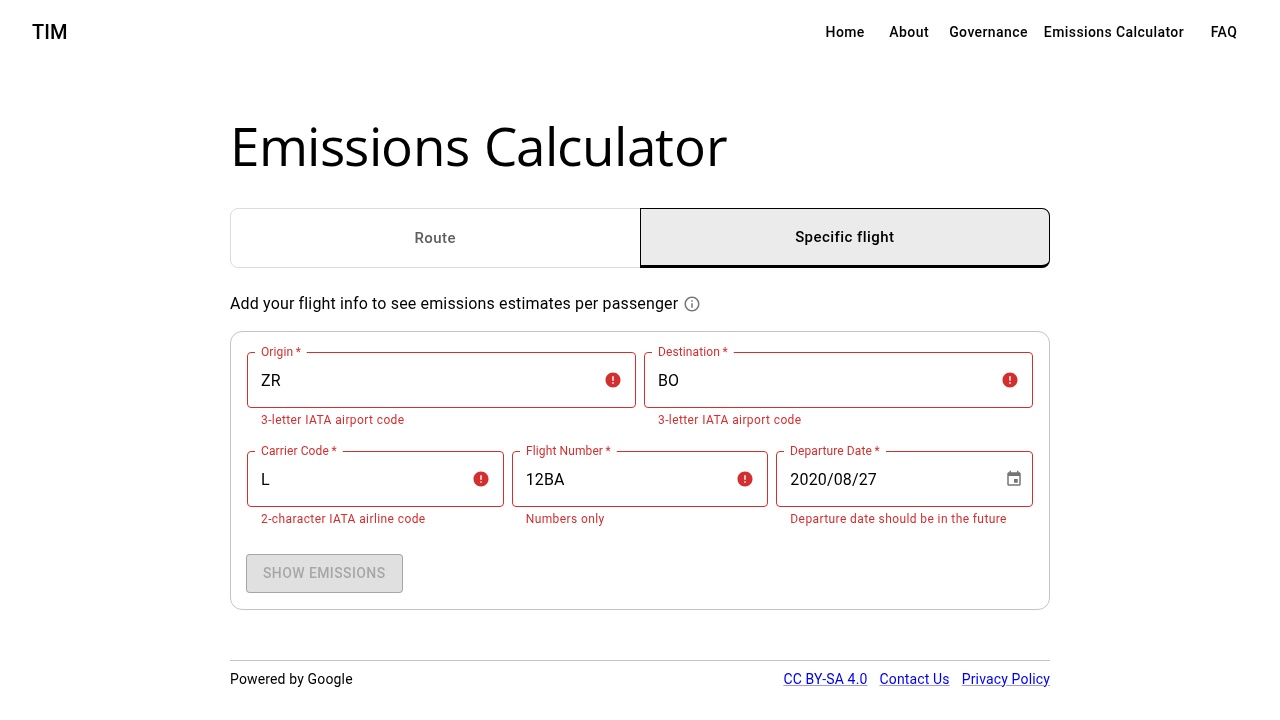 TIM
Home About Governance Emissions Calculator FAQ
Emissions Calculator
Route
Specific flight
Add your flight info to see emissions estimates per passenger
Origin *
ZR
3-letter IATA airport code
Destination *
BO
3-letter IATA airport code
Carrier Code *
L
2-character IATA airline code
Flight Number *
12BA
Numbers only
Departure Date *
2020/08/27
Departure date should be in the future
SHOW EMISSIONS
Powered by Google
CC BY-SA 4.0 Contact Us Privacy Policy